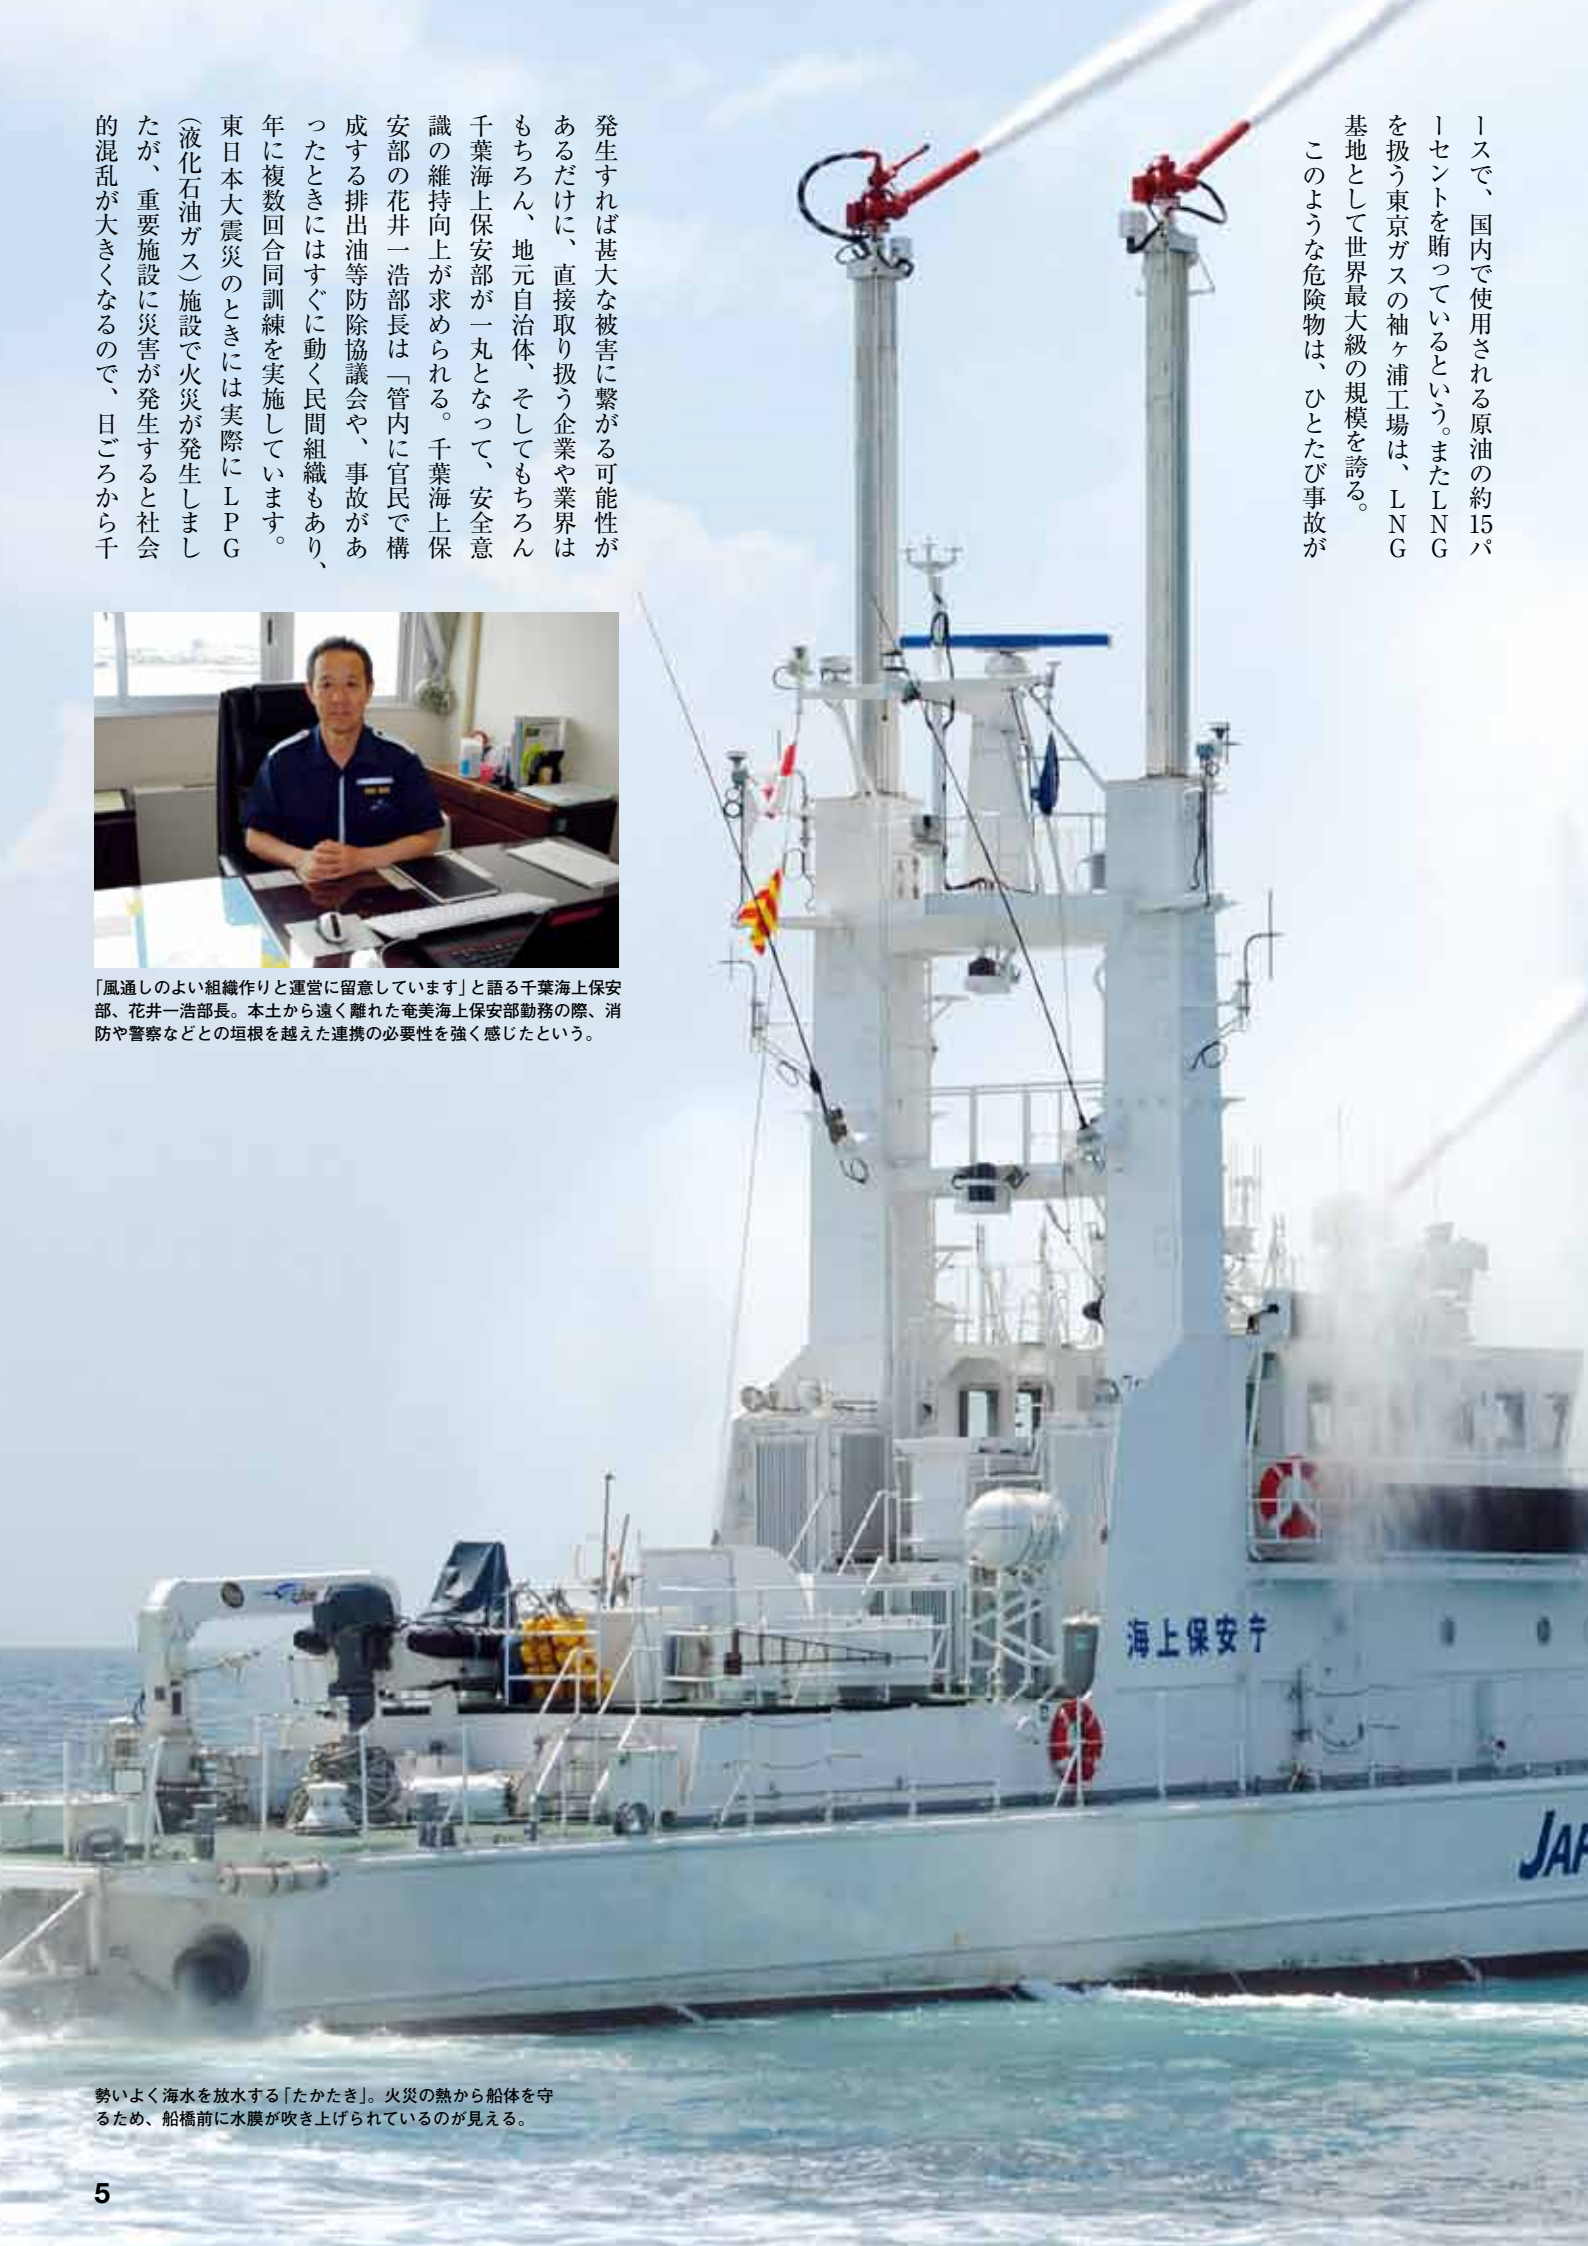 ースで、国内で使用される原油の約15パ
ーセントを賄っているという。またLNG
を扱う東京ガスの袖ヶ浦工場は、LNG
基地として世界最大級の規模を誇る。
このような危険物は、ひとたび事故が
発生すれば甚大な被害に繋がる可能性が
あるだけに、直接取り扱う企業や業界は
もちろん、地元自治体、そしてもちろん
千葉海上保安部が一丸となって、安全意
識の維持向上が求められる。千葉海上保
安部の花井一浩部長は「管内に官民で構
成する排出油等防除協議会や、事故があ
ったときにはすぐに動く民間組織もあり、
年に複数回合同訓練を実施しています。
東日本大震災のときには実際にLPG
（液化石油ガス）施設で火災が発生しまし
たが、重要施設に災害が発生すると社会
的混乱が大きくなるので、日ごろから千
「風通しのよい組織作りと運営に留意しています」と語る千葉海上保安
部、花井一浩部長。本土から遠く離れた奄美海上保安部勤務の際、消
防や警察などとの垣根を越えた連携の必要性を強く感じたという。
海上保安庁
JAP
勢いよく海水を放水する「たかたき」。火災の熱から船体を守
るため、船橋前に水膜が吹き上げられているのが見える。
5